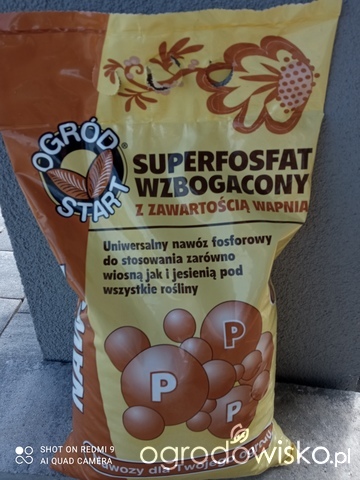 OGRÓD
START
®
SUPERFOSFAT
WZBOGACONY
Z ZAWARTOŚCIĄ WAPNIA
Uniwersalny nawóz fosforowy
do stosowania zarówno
wiosną jak i jesienią pod
wszystkie rośliny
P
P
P
SHOT ON REDMI 9
AI QUAD CAMERA
ogrodowisko.pl